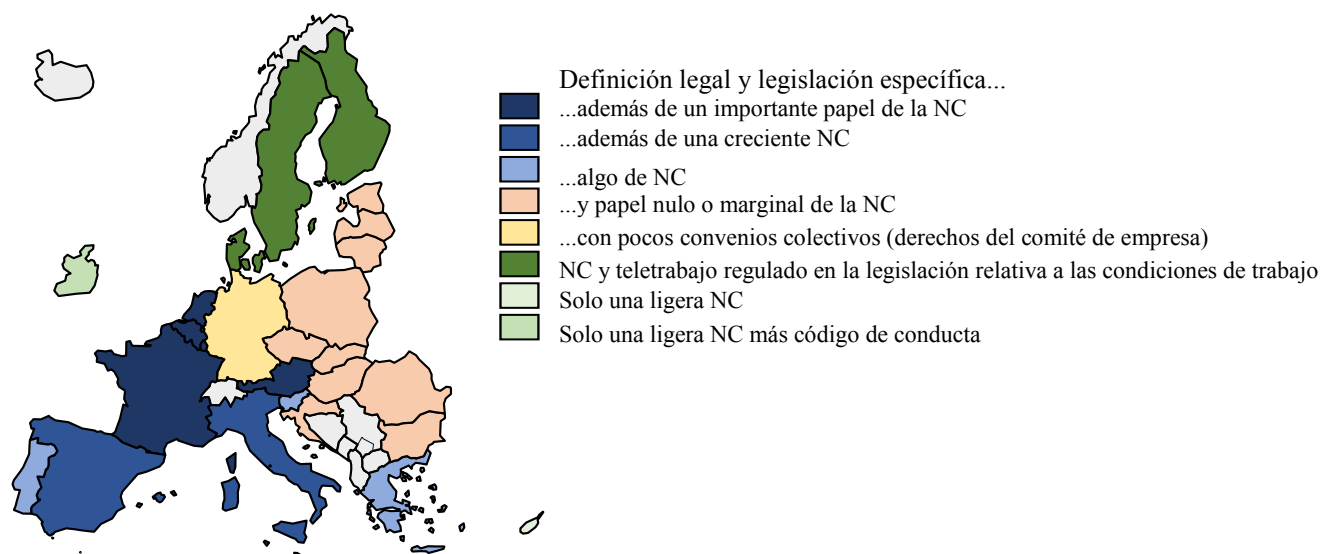 Definición legal y legislación específica...
...además de un importante papel de la NC
...además de una creciente NC
...algo de NC
...y papel nulo o marginal de la NC
...con pocos convenios colectivos (derechos del comité de empresa)
NC y teletrabajo regulado en la legislación relativa a las condiciones de trabajo
Solo una ligera NC
Solo una ligera NC más código de conducta